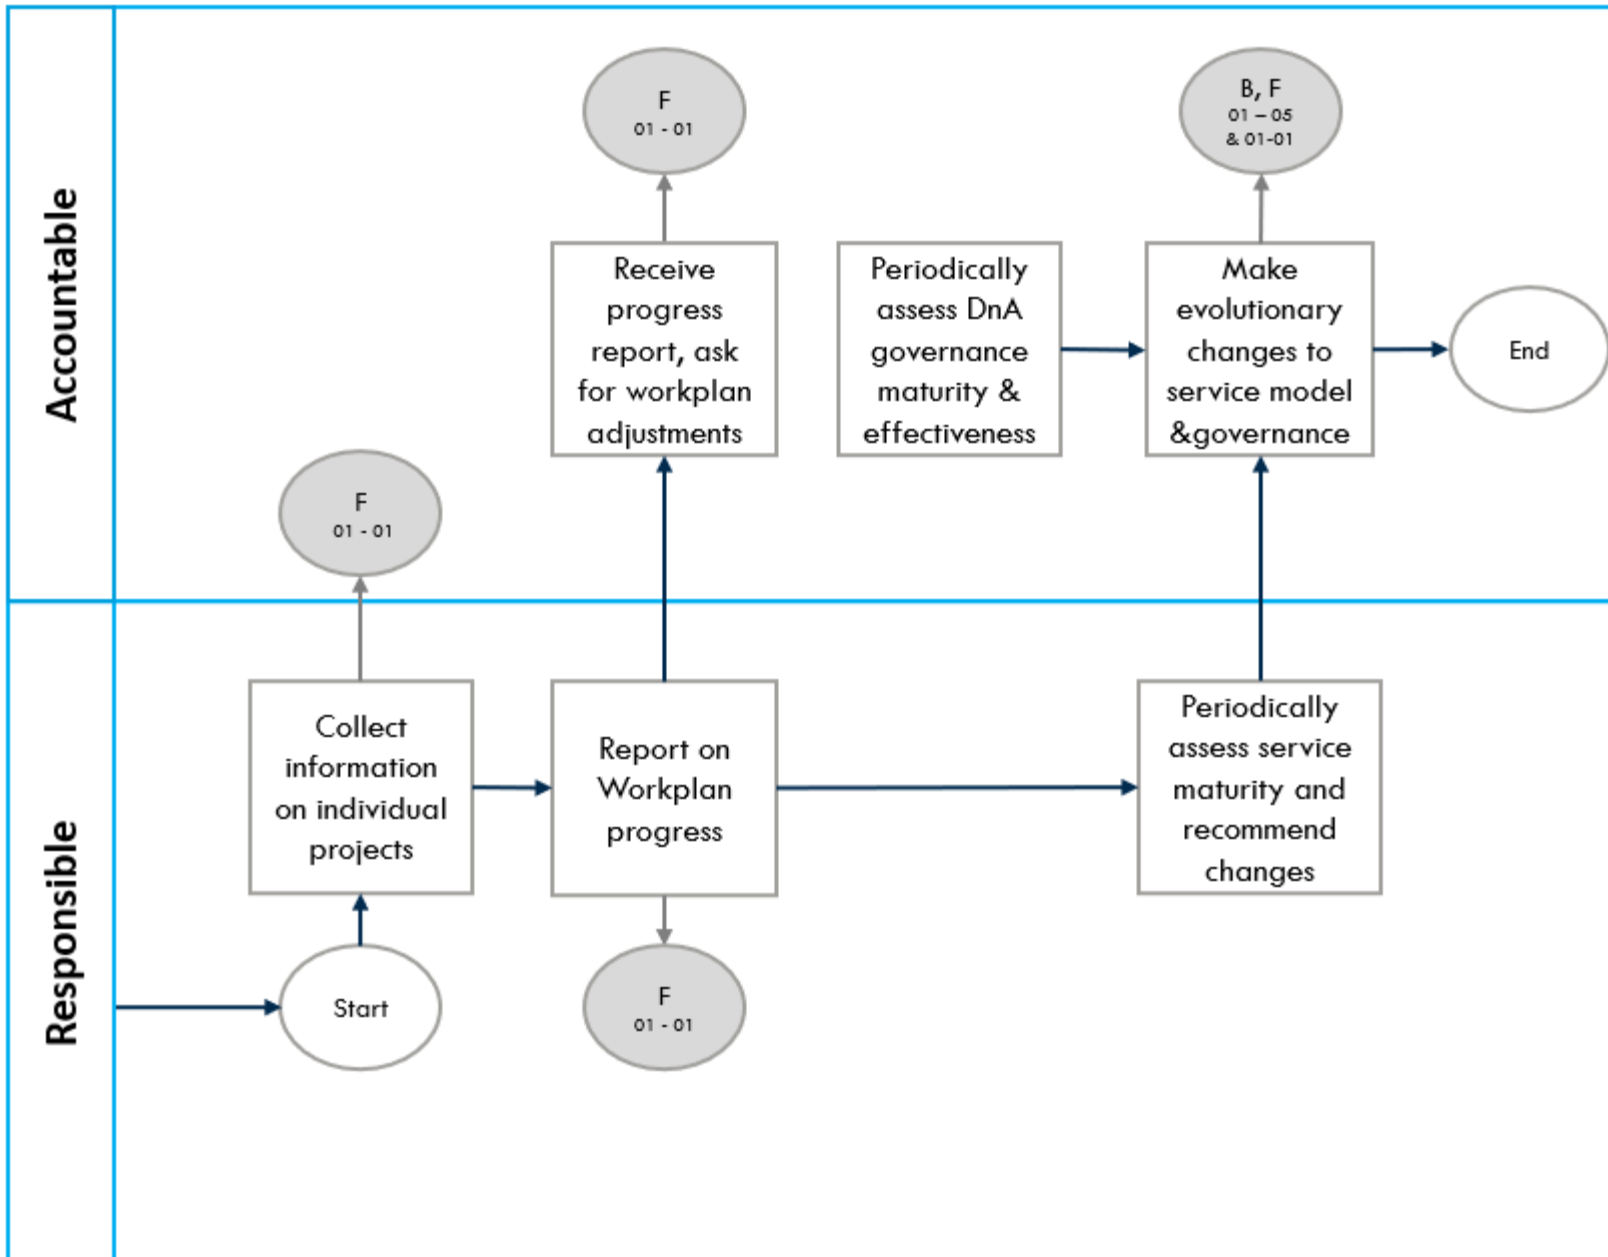 Accountable
F
01 - 01
B, F
01 – 05
& 01-01
Receive
progress
report, ask
for workplan
adjustments
Periodically
assess DnA
governance
maturity &
effectiveness
Make
evolutionary
changes to
service model
&governance
End
F
01 - 01
Responsible
Collect
information
on individual
projects
Report on
Workplan
progress
Periodically
assess service
maturity and
recommend
changes
Start
F
01 - 01